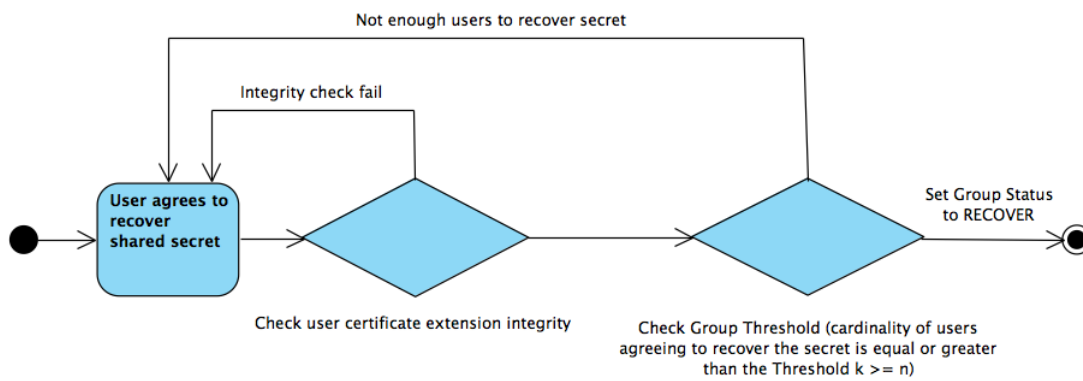 Not enough users to recover secret
Integrity check fail
User agrees to
recover
shared secret
Set Group Status
to RECOVER
Check user certificate extension integrity
Check Group Threshold (cardinality of users
agreeing to recover the secret is equal or greater
than the Threshold k >= n)